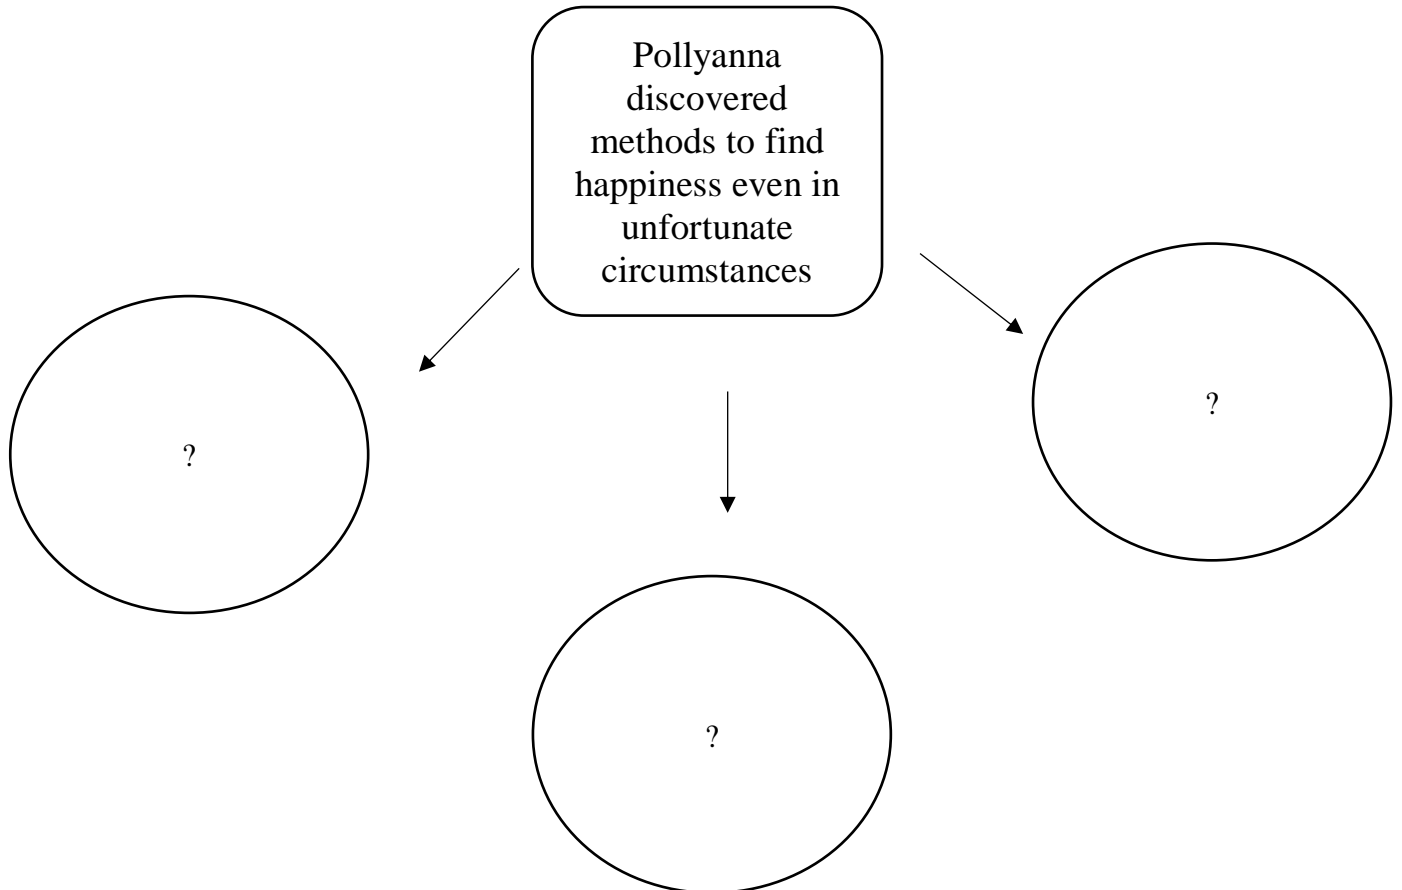 Pollyanna
discovered
methods to find
happiness even in
unfortunate
circumstances
?
?
?